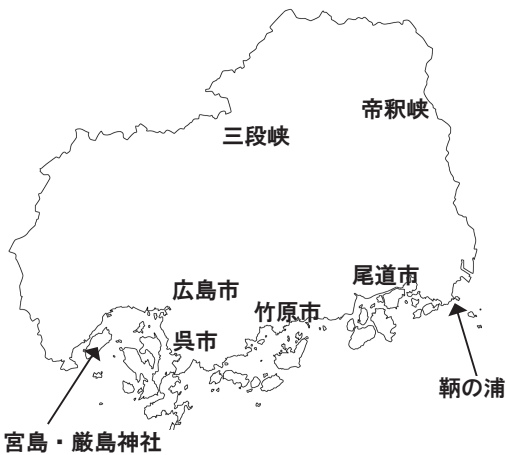 帝釈峡
三段峡
尾道市
広島市
竹原市
呉市
鞆の浦
宮島・厳島神社